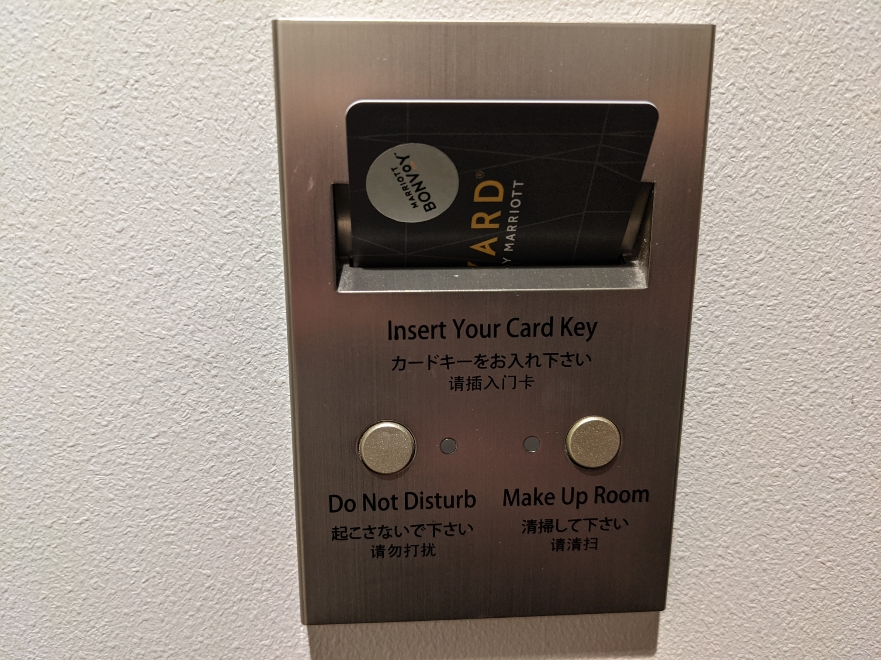 MARRIOTT
BONVOY
YARD®
Y MARRIOTT
Insert Your Card Key
カードキーをお入れ下さい
请插入门卡
Do Not Disturb
起こさないで下さい
请勿打扰
Make Up Room
清掃して下さい
请清扫